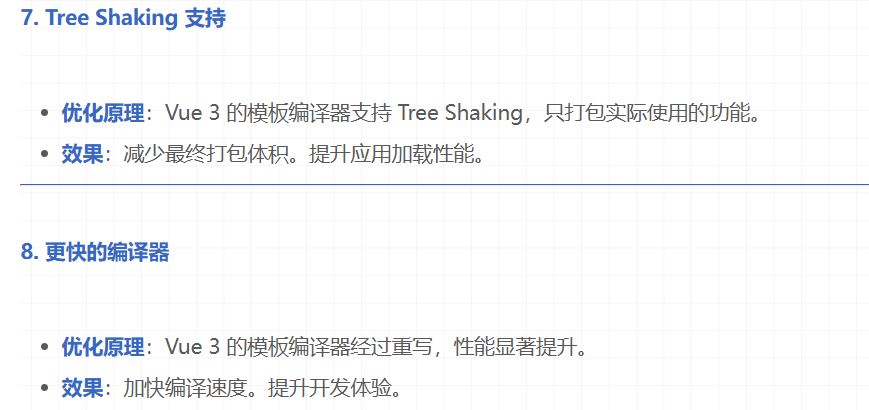 7. Tree Shaking 支持
优化原理：Vue 3 的模板编译器支持 Tree Shaking，只打包实际使用的功能。
效果：减少最终打包体积。提升应用加载性能。
8. 更快的编译器
优化原理：Vue 3 的模板编译器经过重写，性能显著提升。
效果：加快编译速度。提升开发体验。